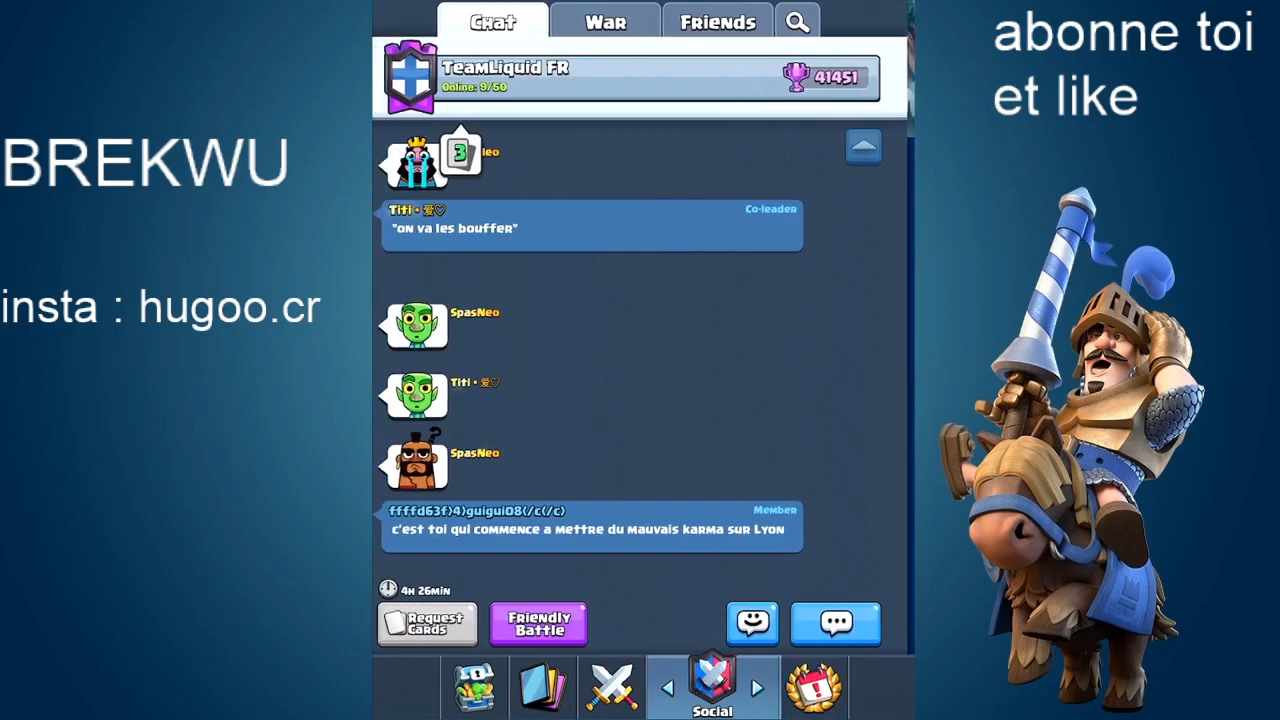 Chat
War
Friends
TeamLiquid FR
Online: 9/50
41451
abonne toi
et like
BREKWU
insta : hugoo.cr
3
leo
Titi • 爱♡
Co-leader
"on va les bouffer"
SpasNeo
Titi • 爱♡
SpasNeo
ffffd63f)4)guigui08(/c(/c)
Member
c'est toi qui commence a mettre du mauvais karma sur Lyon
4h 26min
Request
Cards
Friendly
Battle
Social